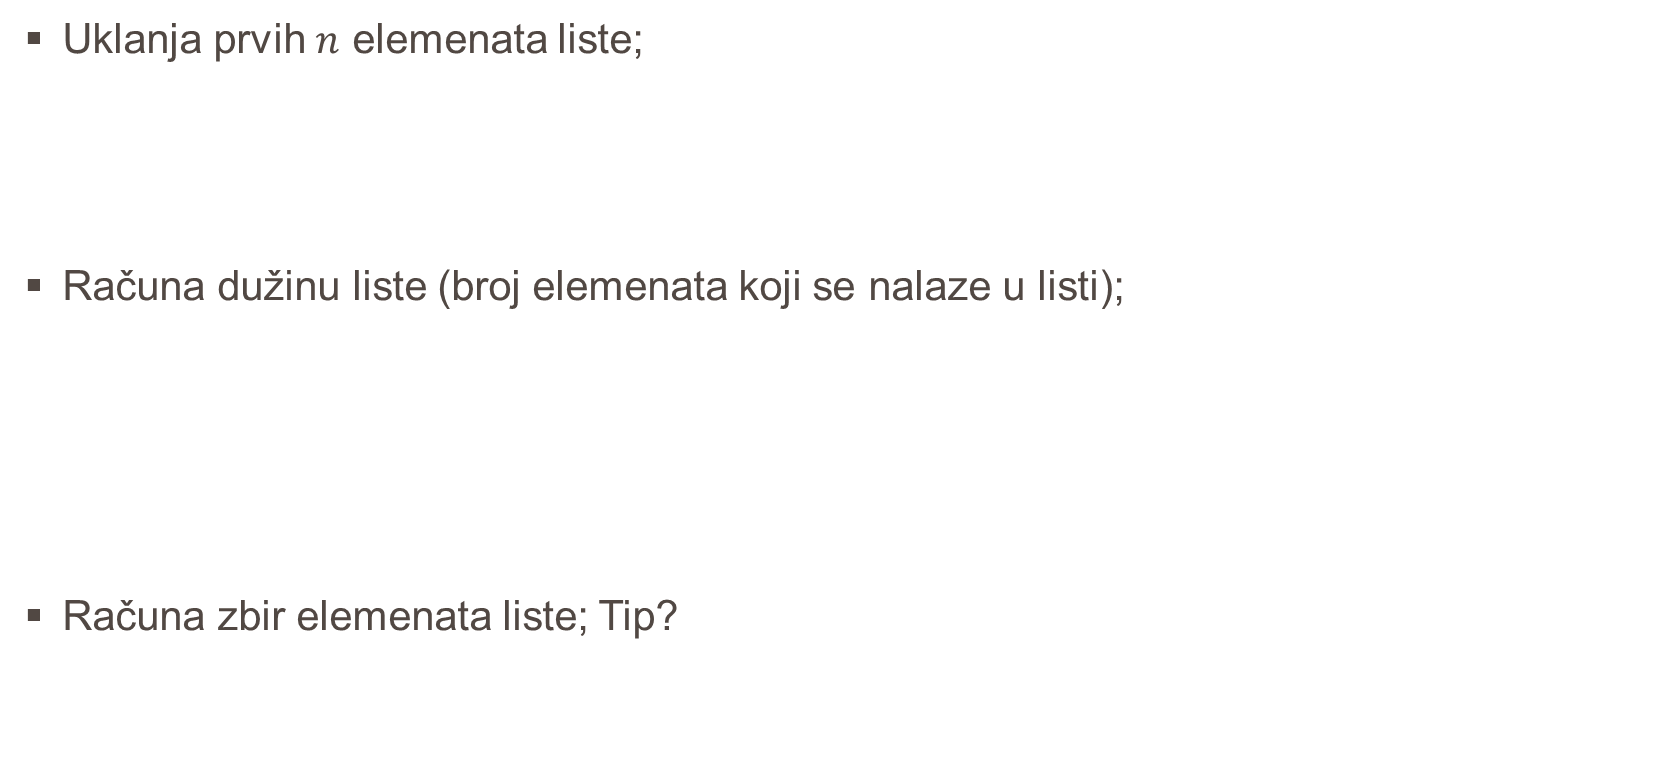 ▪ Uklanja prvih n elemenata liste;
▪ Računa dužinu liste (broj elemenata koji se nalaze u listi);
▪ Računa zbir elemenata liste; Tip?